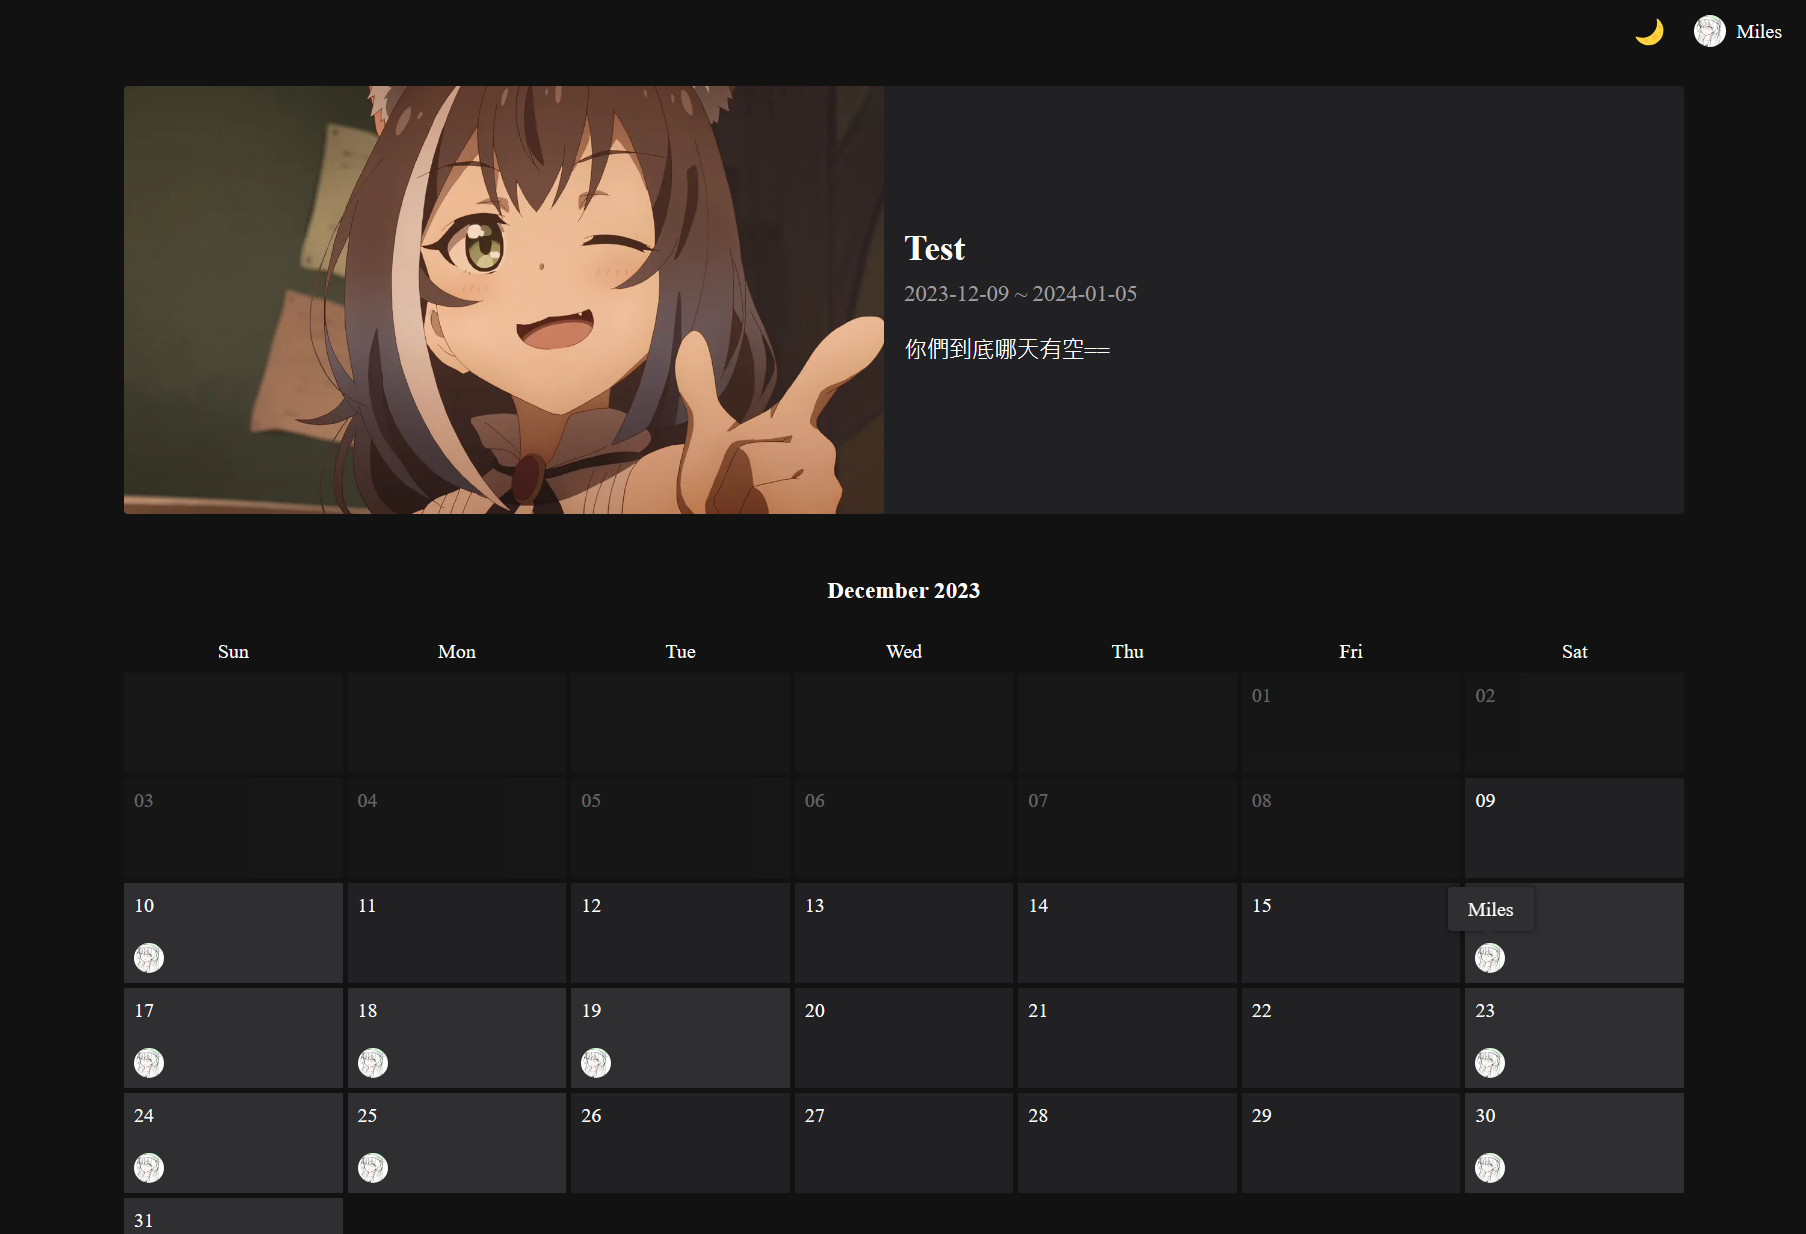 Miles
Test
2023-12-09 ~ 2024-01-05
你們到底哪天有空==
December 2023
Sun Mon Tue Wed Thu Fri Sat
01 02
03 04 05 06 07 08 09
10 11 12 13 14 15 Miles
17 18 19 20 21 22 23
24 25 26 27 28 29 30
31